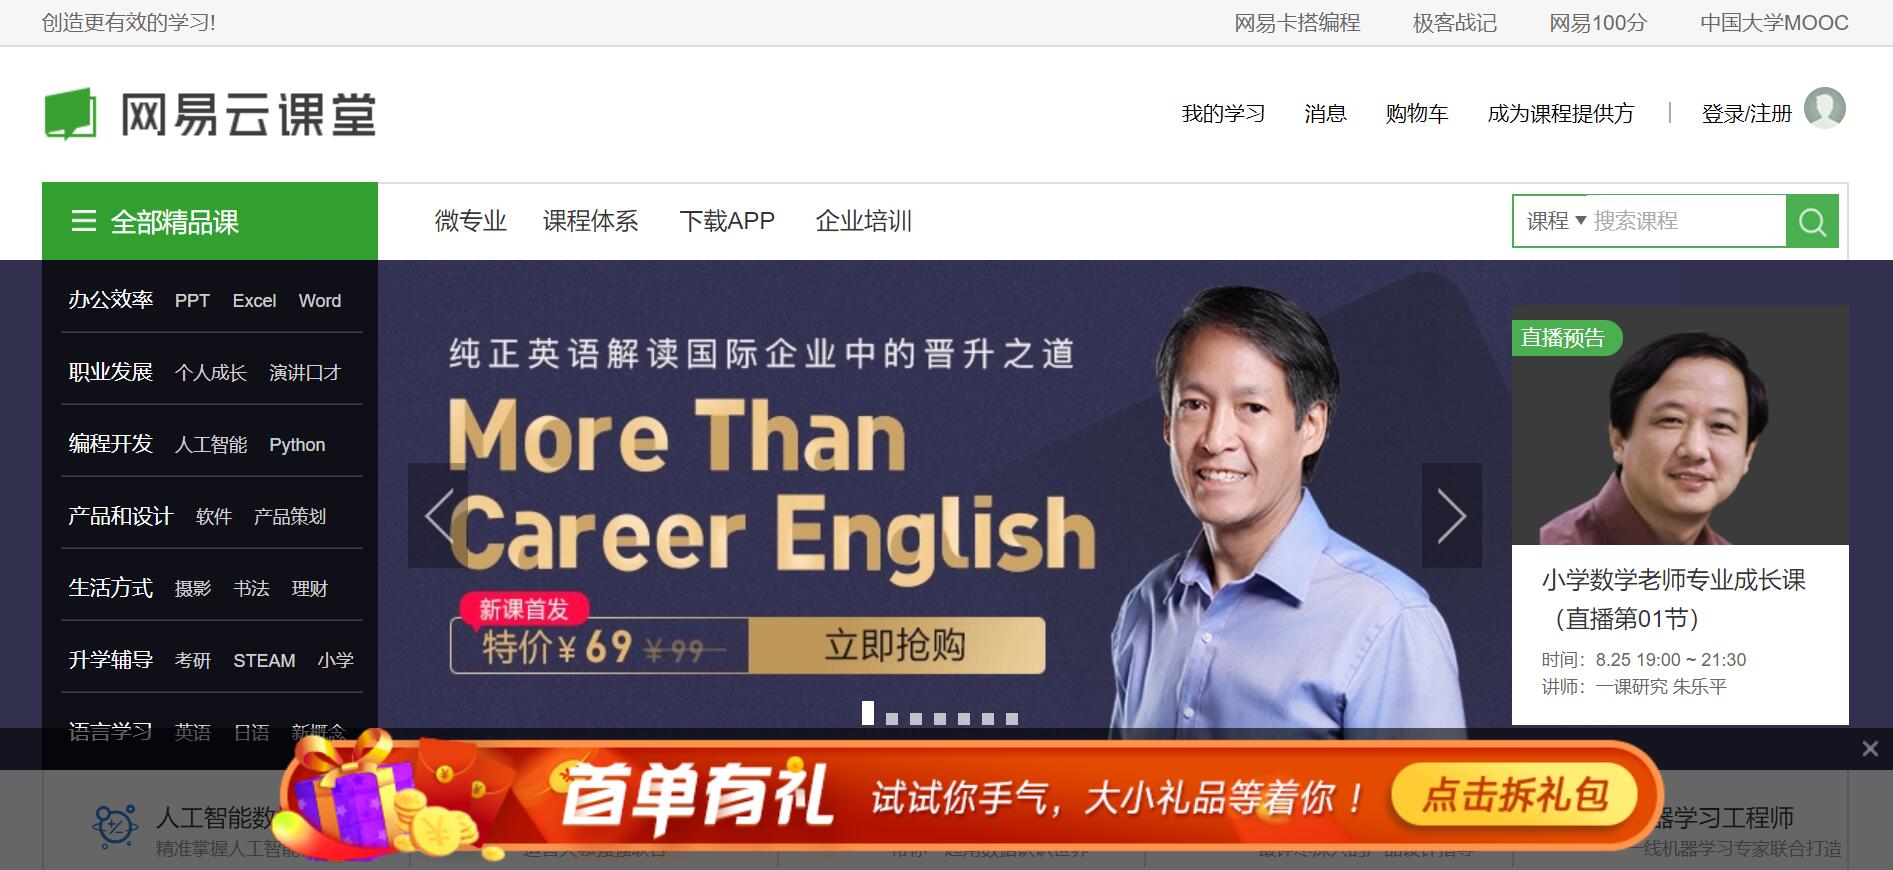 创造更有效的学习!
网易卡搭编程 极客战记 网易100分 中国大学MOOC
网易云课堂
我的学习 消息 购物车 成为课程提供方 | 登录/注册
全部精品课
微专业 课程体系 下载APP 企业培训
课程 搜索课程
办公效率 PPT Excel Word
职业发展 个人成长 演讲口才
编程开发 人工智能 Python
产品和设计 软件 产品策划
生活方式 摄影 书法 理财
升学辅导 考研 STEAM 小学
语言学习 英语 日语 新概念
纯正英语解读国际企业中的晋升之道
More Than
Career English
新课首发
特价¥69 ¥99
立即抢购
直播预告
小学数学老师专业成长课
（直播第01节）
时间：8.25 19:00 ~ 21:30
讲师：一课研究 朱乐平
首单有礼 试试你手气，大小礼品等着你！ 点击拆礼包
人工智能数
精准掌握人工智能
器学习工程师
一线机器学习专家联合打造